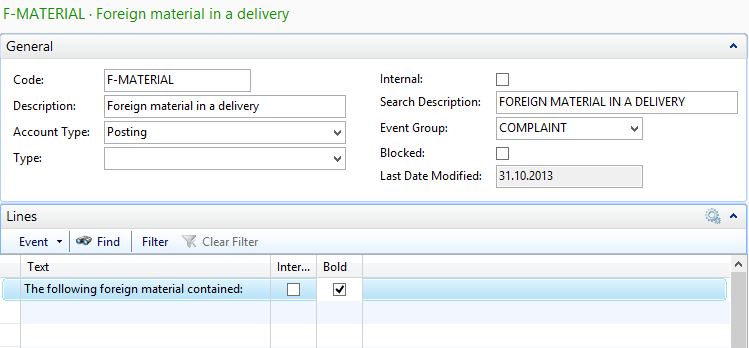 F-MATERIAL · Foreign material in a delivery
General
Code: F-MATERIAL
Description: Foreign material in a delivery
Account Type: Posting
Type:
Internal:
Search Description: FOREIGN MATERIAL IN A DELIVERY
Event Group: COMPLAINT
Blocked:
Last Date Modified: 31.10.2013
Lines
Event Find Filter Clear Filter
Text Inter... Bold
The following foreign material contained: